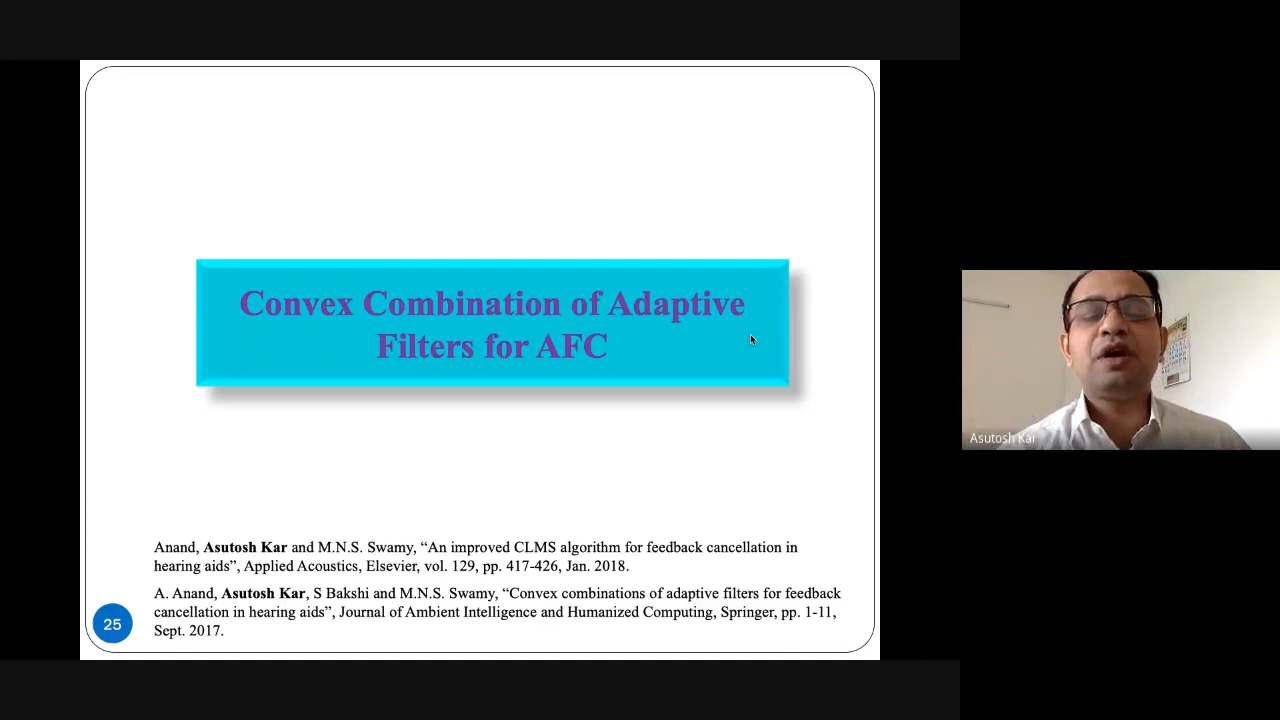 Convex Combination of Adaptive
Filters for AFC
Anand, Asutosh Kar and M.N.S. Swamy, “An improved CLMS algorithm for feedback cancellation in
hearing aids”, Applied Acoustics, Elsevier, vol. 129, pp. 417-426, Jan. 2018.
A. Anand, Asutosh Kar, S Bakshi and M.N.S. Swamy, “Convex combinations of adaptive filters for feedback
cancellation in hearing aids”, Journal of Ambient Intelligence and Humanized Computing, Springer, pp. 1-11,
Sept. 2017.
25
Asutosh Kar